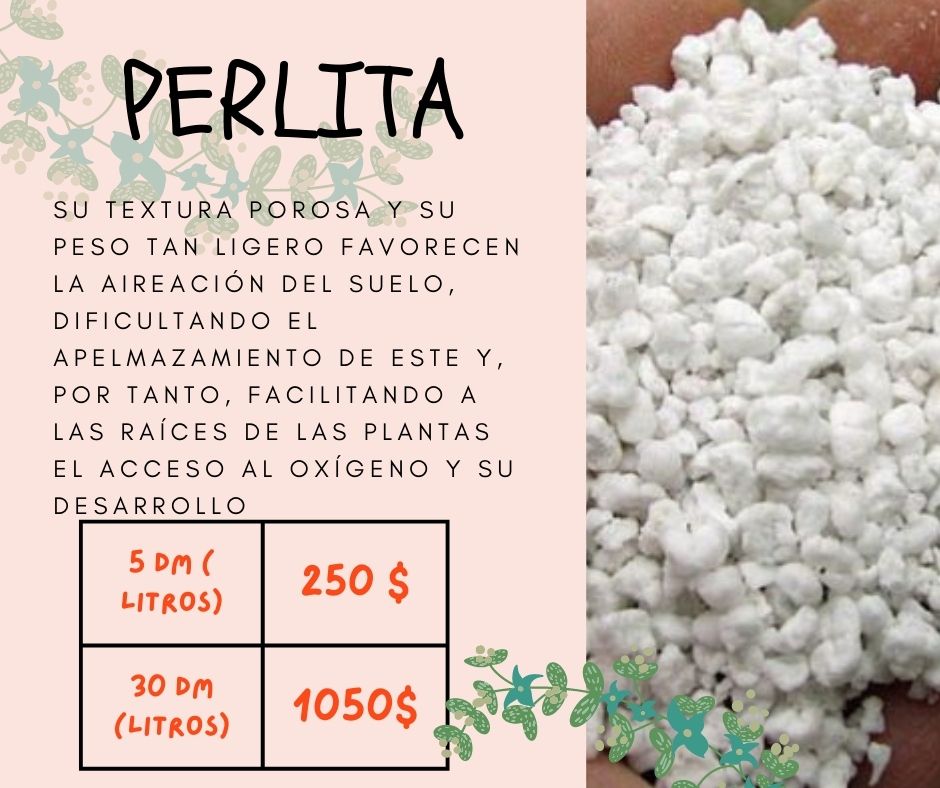 PERLITA
SU TEXTURA POROSA Y SU
PESO TAN LIGERO FAVORECEN
LA AIREACIÓN DEL SUELO,
DIFICULTANDO EL
APELMAZAMIENTO DE ESTE Y,
POR TANTO, FACILITANDO A
LAS RAÍCES DE LAS PLANTAS
EL ACCESO AL OXÍGENO Y SU
DESARROLLO
5 DM (
LITROS)
250 $
30 DM
(LITROS)
1050$